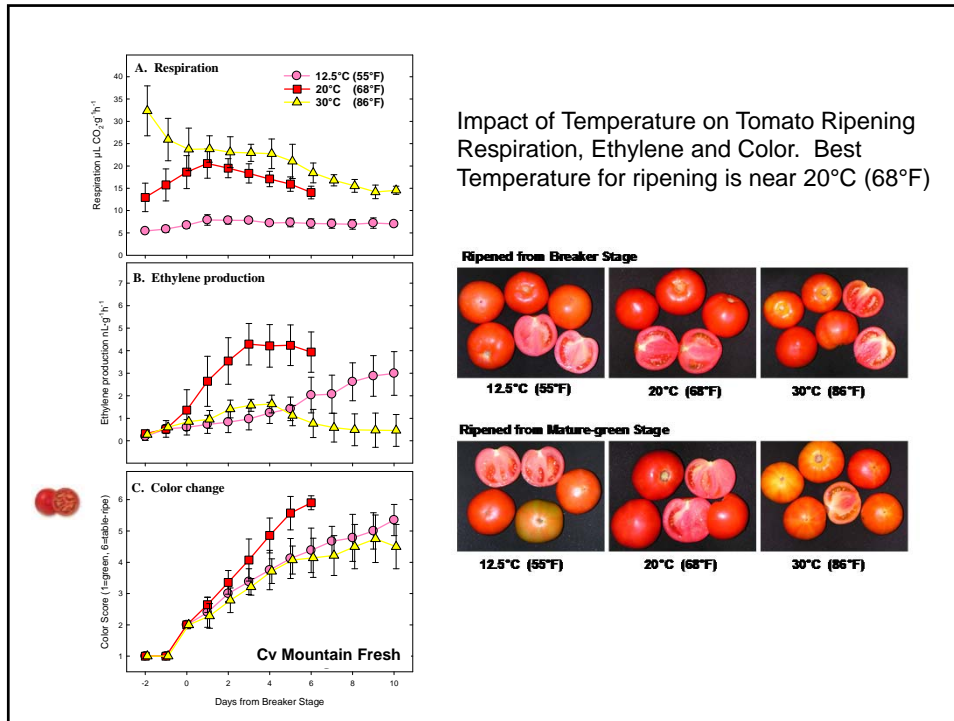 A. Respiration
12.5°C (55°F)
20°C (68°F)
30°C (86°F)
Respiration µL CO2·g-1h-1
40
35
30
25
20
15
10
5
0
B. Ethylene production
Ethylene production nL·g-1h-1
7
6
5
4
3
2
1
0
C. Color change
Color Score (1=green, 6=table-ripe)
6
5
4
3
2
1
Cv Mountain Fresh
-2 0 2 4 6 8 10
Days from Breaker Stage
Impact of Temperature on Tomato Ripening
Respiration, Ethylene and Color. Best
Temperature for ripening is near 20°C (68°F)
Ripened from Breaker Stage
12.5°C (55°F) 20°C (68°F) 30°C (86°F)
Ripened from Mature-green Stage
12.5°C (55°F) 20°C (68°F) 30°C (86°F)